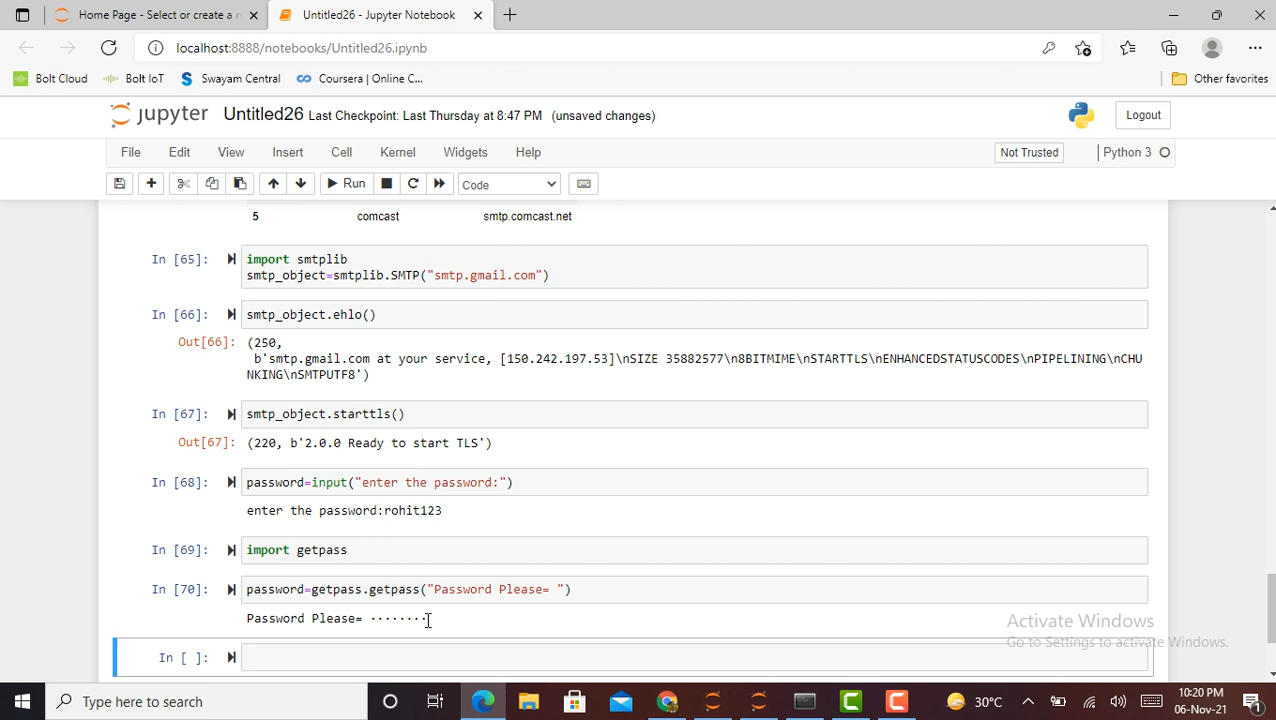 Home Page - Select or create a n
Untitled26 - Jupyter Notebook
localhost:8888/notebooks/Untitled26.ipynb
Bolt Cloud
Bolt IoT
Swayam Central
Coursera | Online C...
Other favorites
jupyter Untitled26 Last Checkpoint: Last Thursday at 8:47 PM (unsaved changes)
Logout
File Edit View Insert Cell Kernel Widgets Help
Not Trusted
Python 3
Run
Code
5 comcast smtp.comcast.net
In [65]: import smtplib
smtp_object=smtplib.SMTP("smtp.gmail.com")
In [66]: smtp_object.ehlo()
Out[66]: (250,
b'smtp.gmail.com at your service, [150.242.197.53]\nSIZE 35882577\n8BITMIME\nSTARTTLS\nENHANCEDSTATUSCODES\nPIPELINING\nCHU
NKING\nSMTPUTF8')
In [67]: smtp_object.starttls()
Out[67]: (220, b'2.0.0 Ready to start TLS')
In [68]: password=input("enter the password:")
enter the password:rohit123
In [69]: import getpass
In [70]: password=getpass.getpass("Password Please= ")
Password Please= ········
In [ ]:
Activate Windows
Go to Settings to activate Windows.
Type here to search
30°C
10:20 PM
06-Nov-21
1